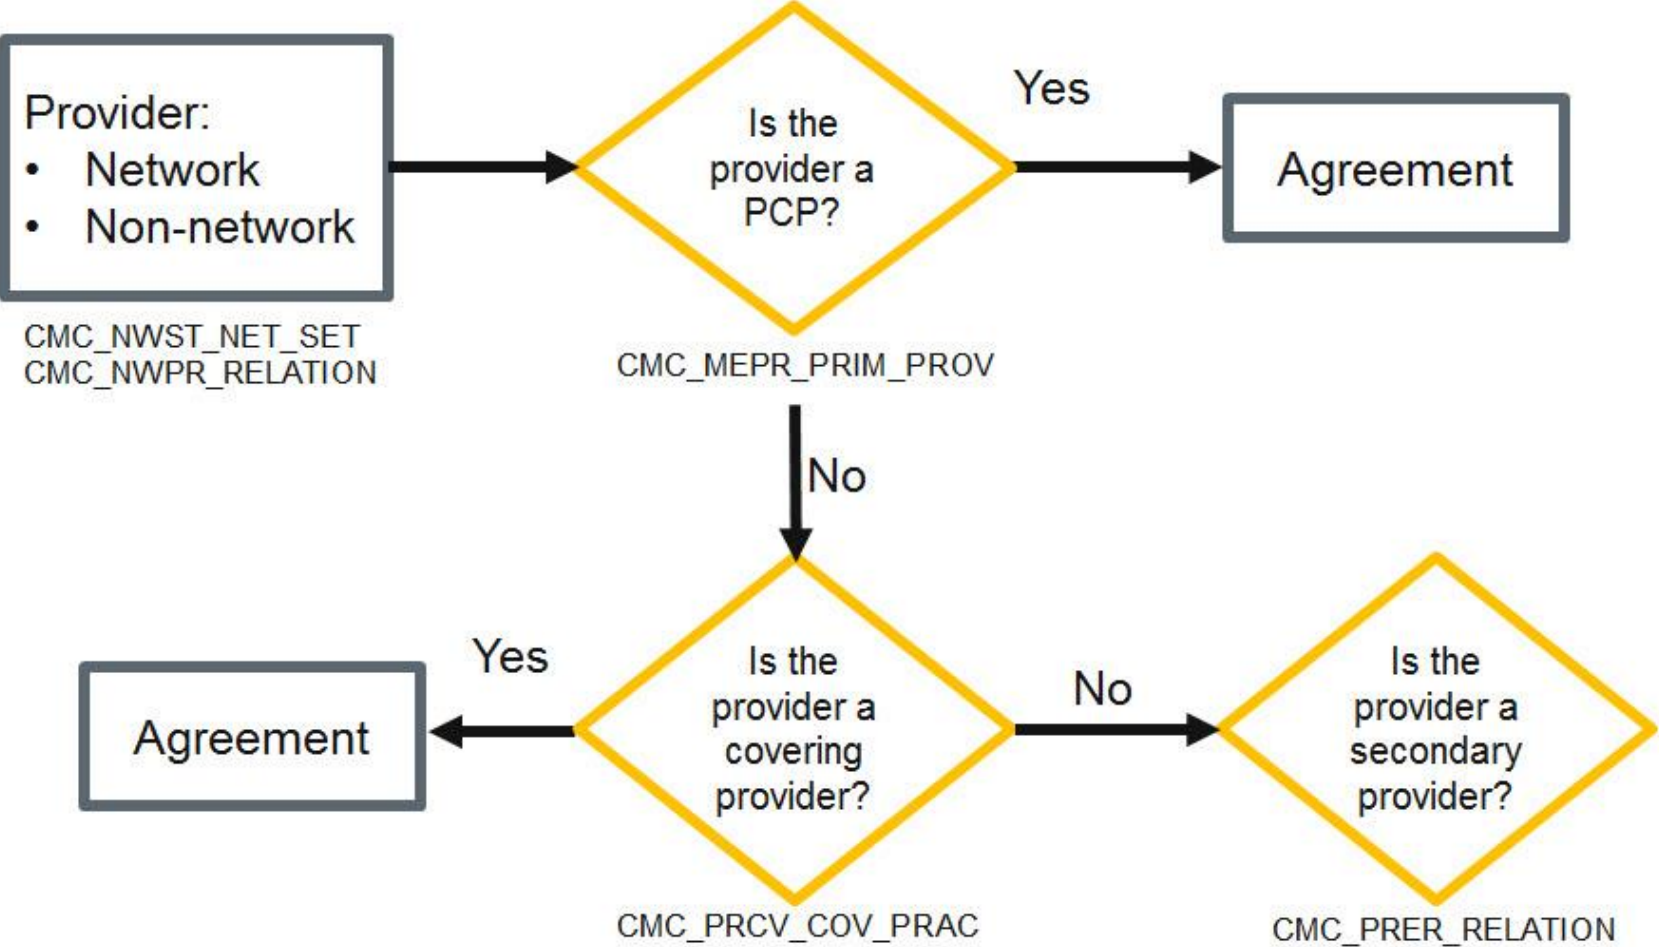 Provider:
• Network
• Non-network
CMC_NWST_NET_SET
CMC_NWPR_RELATION
Is the
provider a
PCP?
CMC_MEPR_PRIM_PROV
Yes
Agreement
No
Is the
provider a
covering
provider?
CMC_PRCV_COV_PRAC
Yes
Agreement
No
Is the
provider a
secondary
provider?
CMC_PRER_RELATION